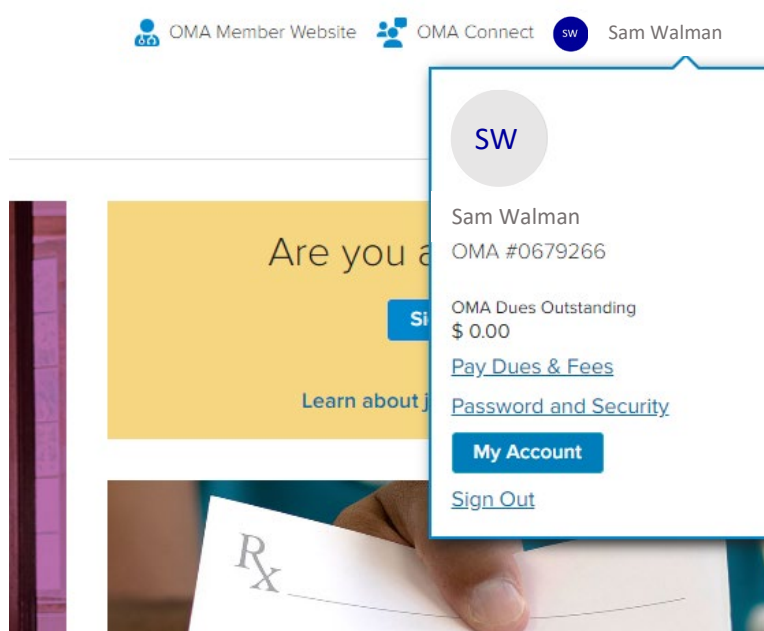 OMA Member Website OMA Connect SW Sam Walman
SW
Sam Walman
OMA #0679266
OMA Dues Outstanding
$ 0.00
Pay Dues & Fees
Password and Security
My Account
Sign Out
Are you a
Si
Learn about j
Rx